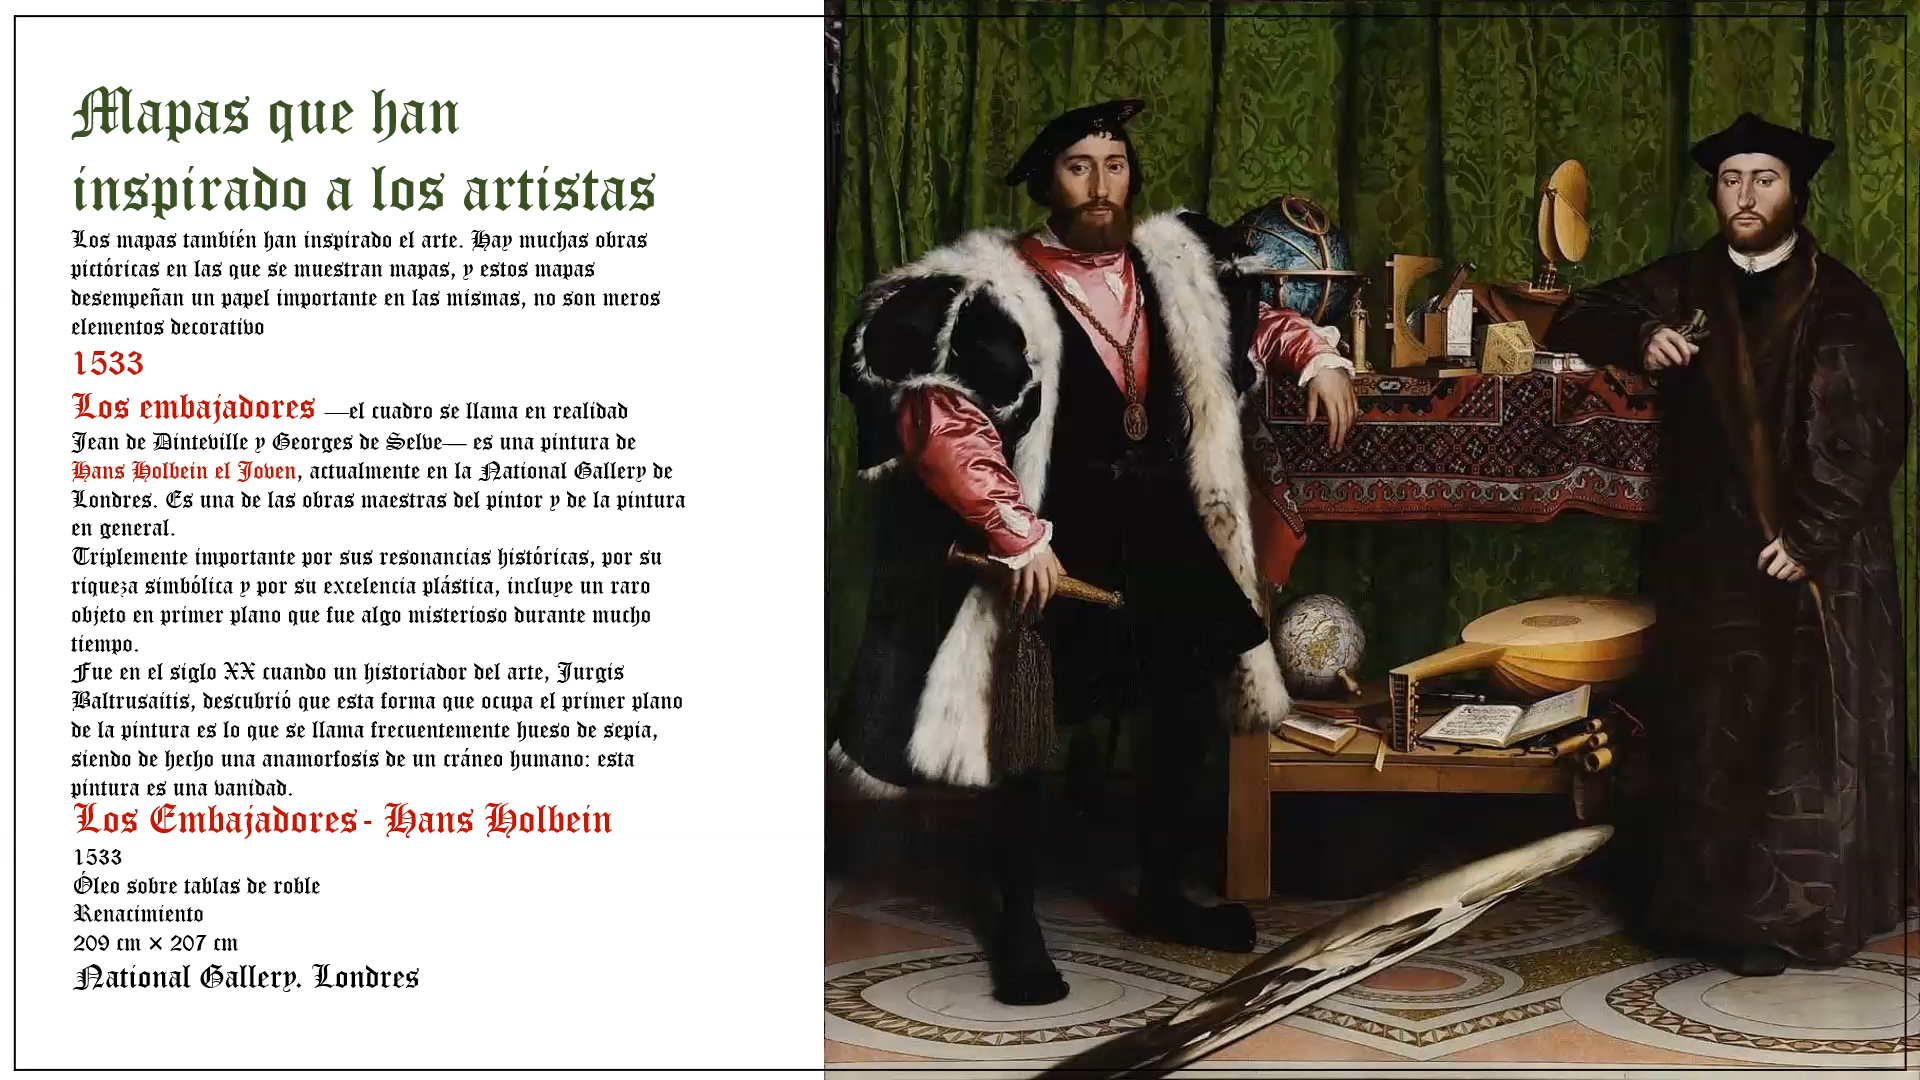 Mapas que han
inspirado a los artistas
Los mapas también han inspirado el arte. Hay muchas obras
pictóricas en las que se muestran mapas, y estos mapas
desempeñan un papel importante en las mismas, no son meros
elementos decorativo
1533
Los embajadores —el cuadro se llama en realidad
Jean de Dinteville y Georges de Selve— es una pintura de
Hans Holbein el Joven, actualmente en la National Gallery de
Londres. Es una de las obras maestras del pintor y de la pintura
en general.
Triplemente importante por sus resonancias históricas, por su
riqueza simbólica y por su excelencia plástica, incluye un raro
objeto en primer plano que fue algo misterioso durante mucho
tiempo.
Fue en el siglo XX cuando un historiador del arte, Jurgis
Baltrusaitis, descubrió que esta forma que ocupa el primer plano
de la pintura es lo que se llama frecuentemente hueso de sepia,
siendo de hecho una anamorfosis de un cráneo humano: esta
pintura es una vanidad.
Los Embajadores- Hans Holbein
1533
Óleo sobre tablas de roble
Renacimiento
209 cm × 207 cm
National Gallery. Londres